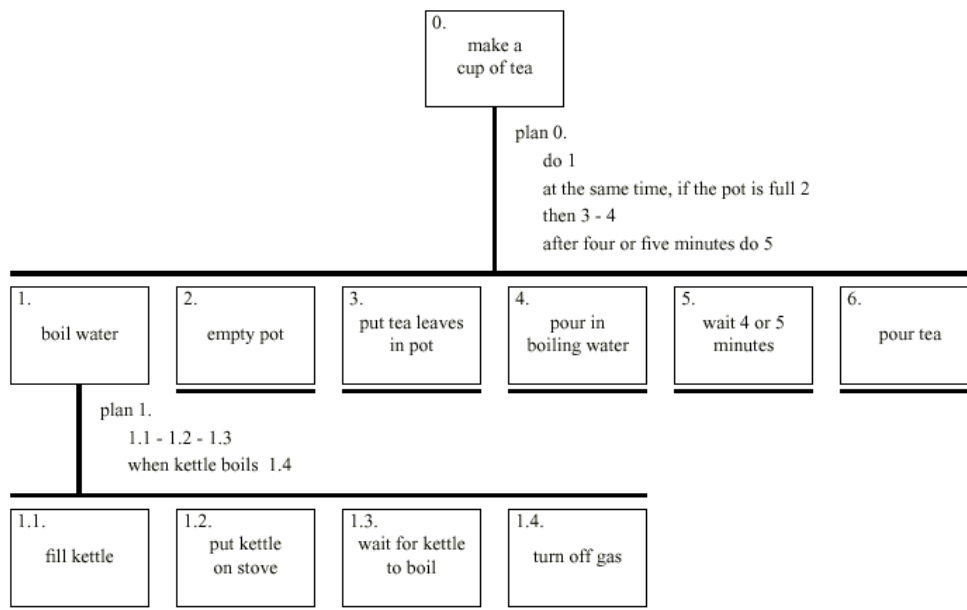 0.
make a
cup of tea
plan 0.
do 1
at the same time, if the pot is full 2
then 3 - 4
after four or five minutes do 5
1.
boil water
2.
empty pot
3.
put tea leaves
in pot
4.
pour in
boiling water
5.
wait 4 or 5
minutes
6.
pour tea
plan 1.
1.1 - 1.2 - 1.3
when kettle boils 1.4
1.1.
fill kettle
1.2.
put kettle
on stove
1.3.
wait for kettle
to boil
1.4.
turn off gas